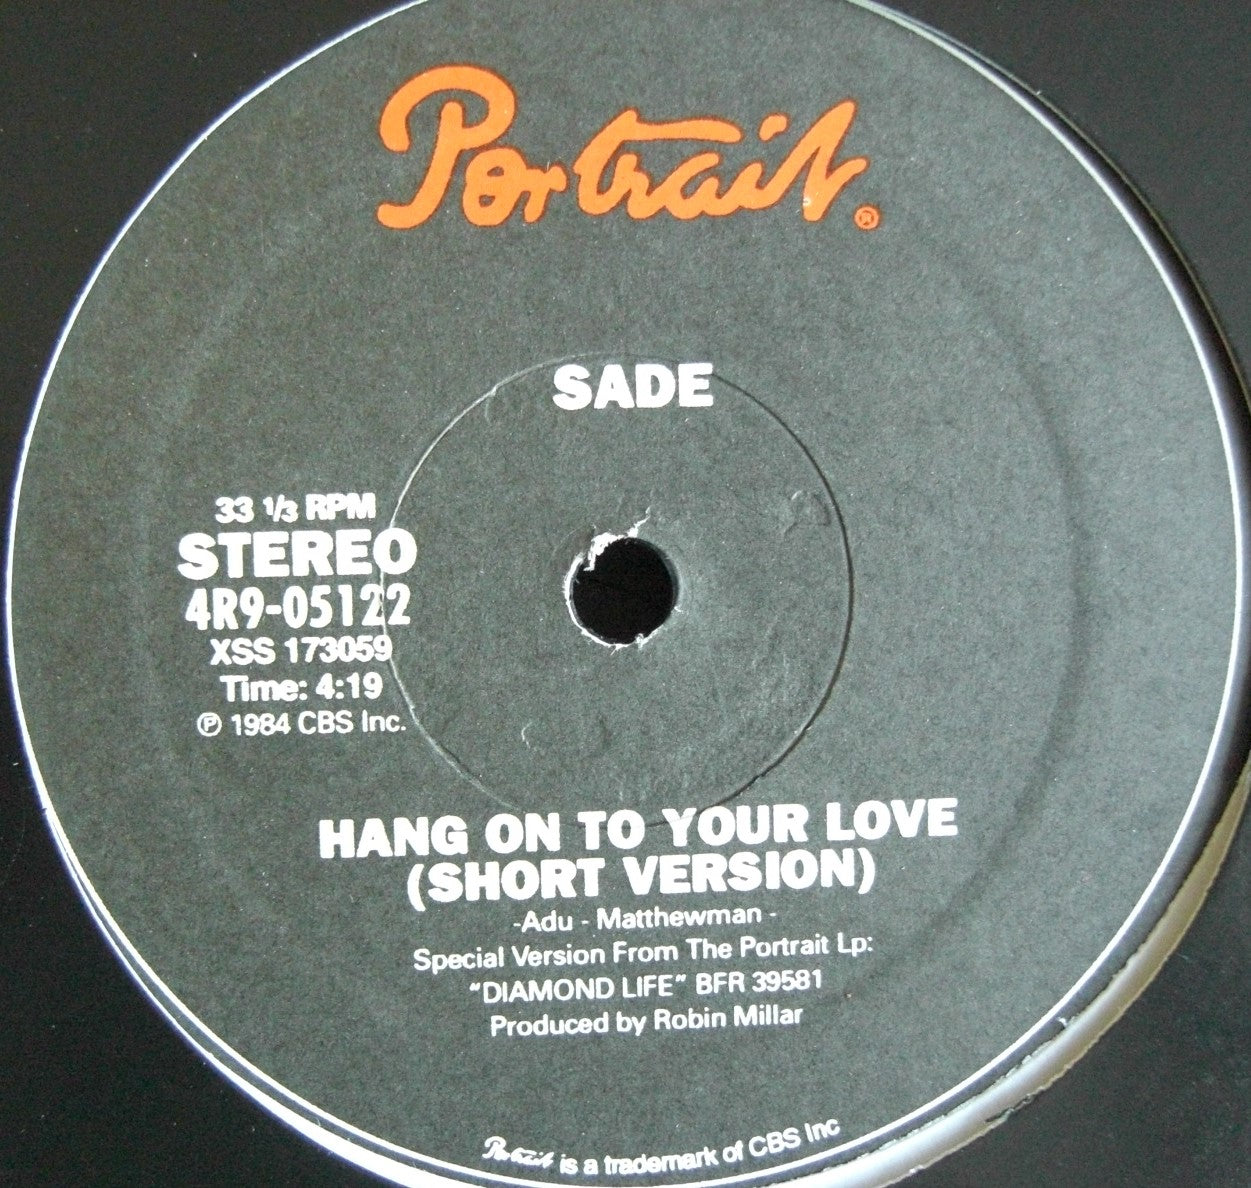 Portrait®
SADE
33 1/3 RPM
STEREO
4R9-05122
XSS 173059
Time: 4:19
℗ 1984 CBS Inc.
HANG ON TO YOUR LOVE
(SHORT VERSION)
-Adu - Matthewman -
Special Version From The Portrait Lp:
"DIAMOND LIFE" BFR 39581
Produced by Robin Millar
Portrait is a trademark of CBS Inc